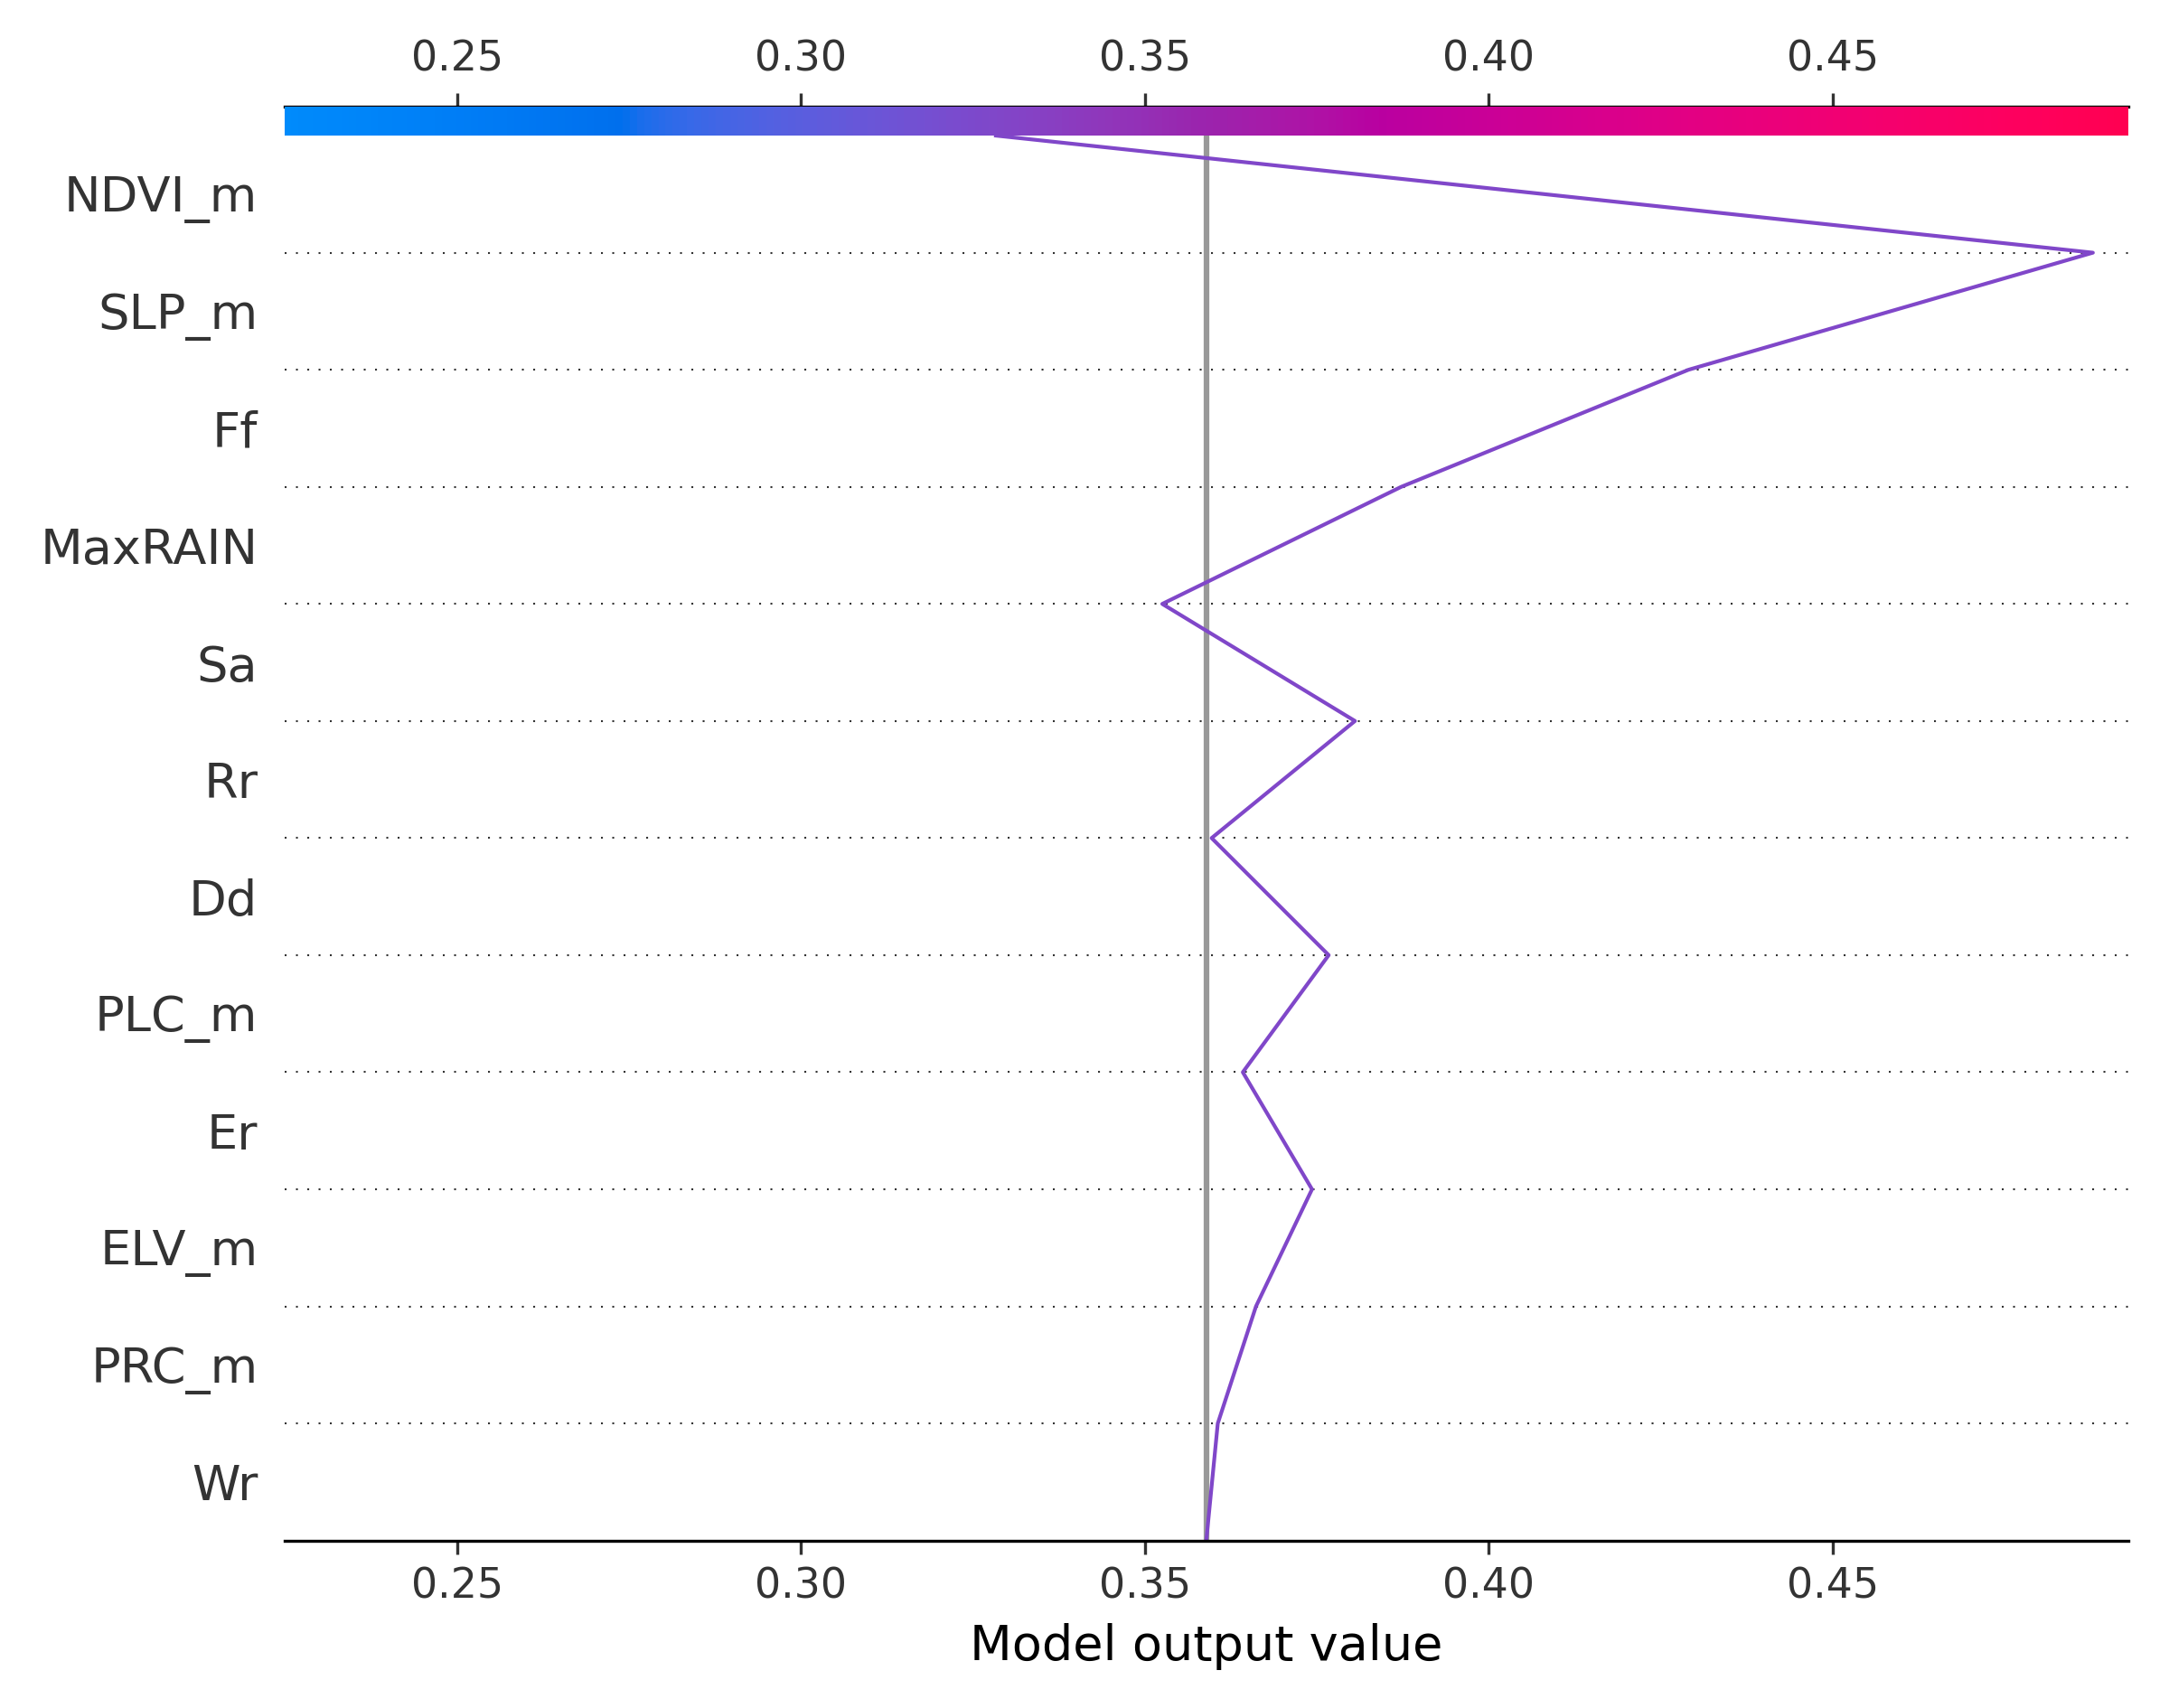 0.25 0.30 0.35 0.40 0.45
NDVI_m
SLP_m
Ff
MaxRAIN
Sa
Rr
Dd
PLC_m
Er
ELV_m
PRC_m
Wr
0.25 0.30 0.35 0.40 0.45
Model output value